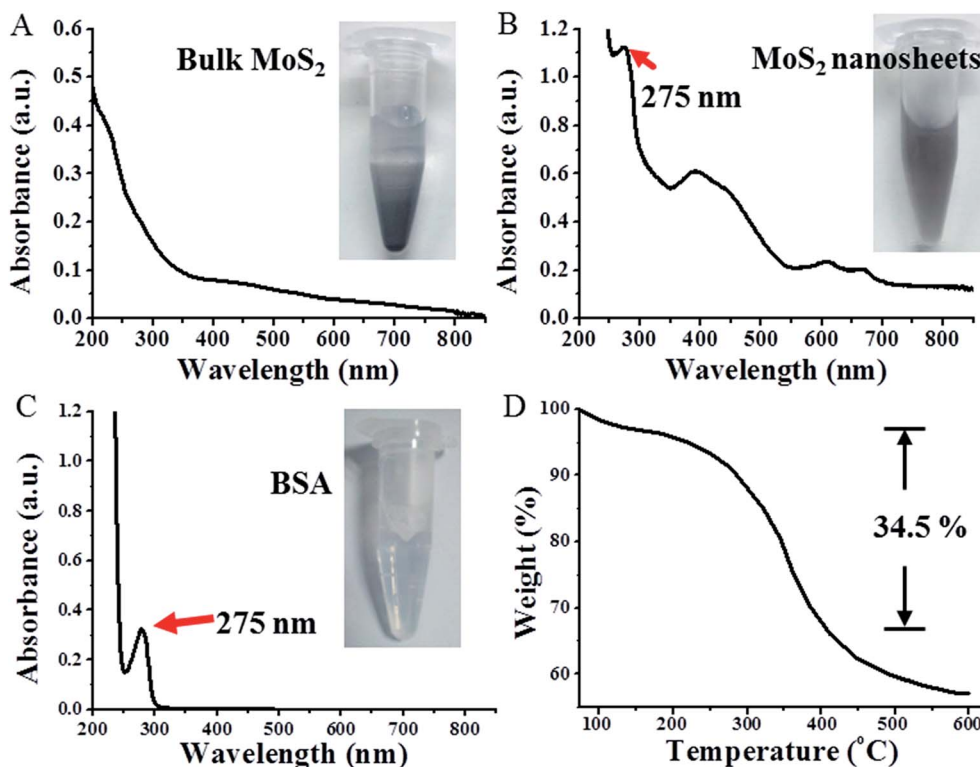 A
Bulk MoS₂
Absorbance (a.u.)
0.6
0.5
0.4
0.3
0.2
0.1
0.0
200 300 400 500 600 700 800
Wavelength (nm)
B
MoS₂ nanosheets
275 nm
Absorbance (a.u.)
1.2
1.0
0.8
0.6
0.4
0.2
0.0
200 300 400 500 600 700 800
Wavelength (nm)
C
BSA
275 nm
Absorbance (a.u.)
1.2
1.0
0.8
0.6
0.4
0.2
0.0
200 300 400 500 600 700 800
Wavelength (nm)
D
34.5 %
Weight (%)
100
90
80
70
60
100 200 300 400 500 600
Temperature (°C)